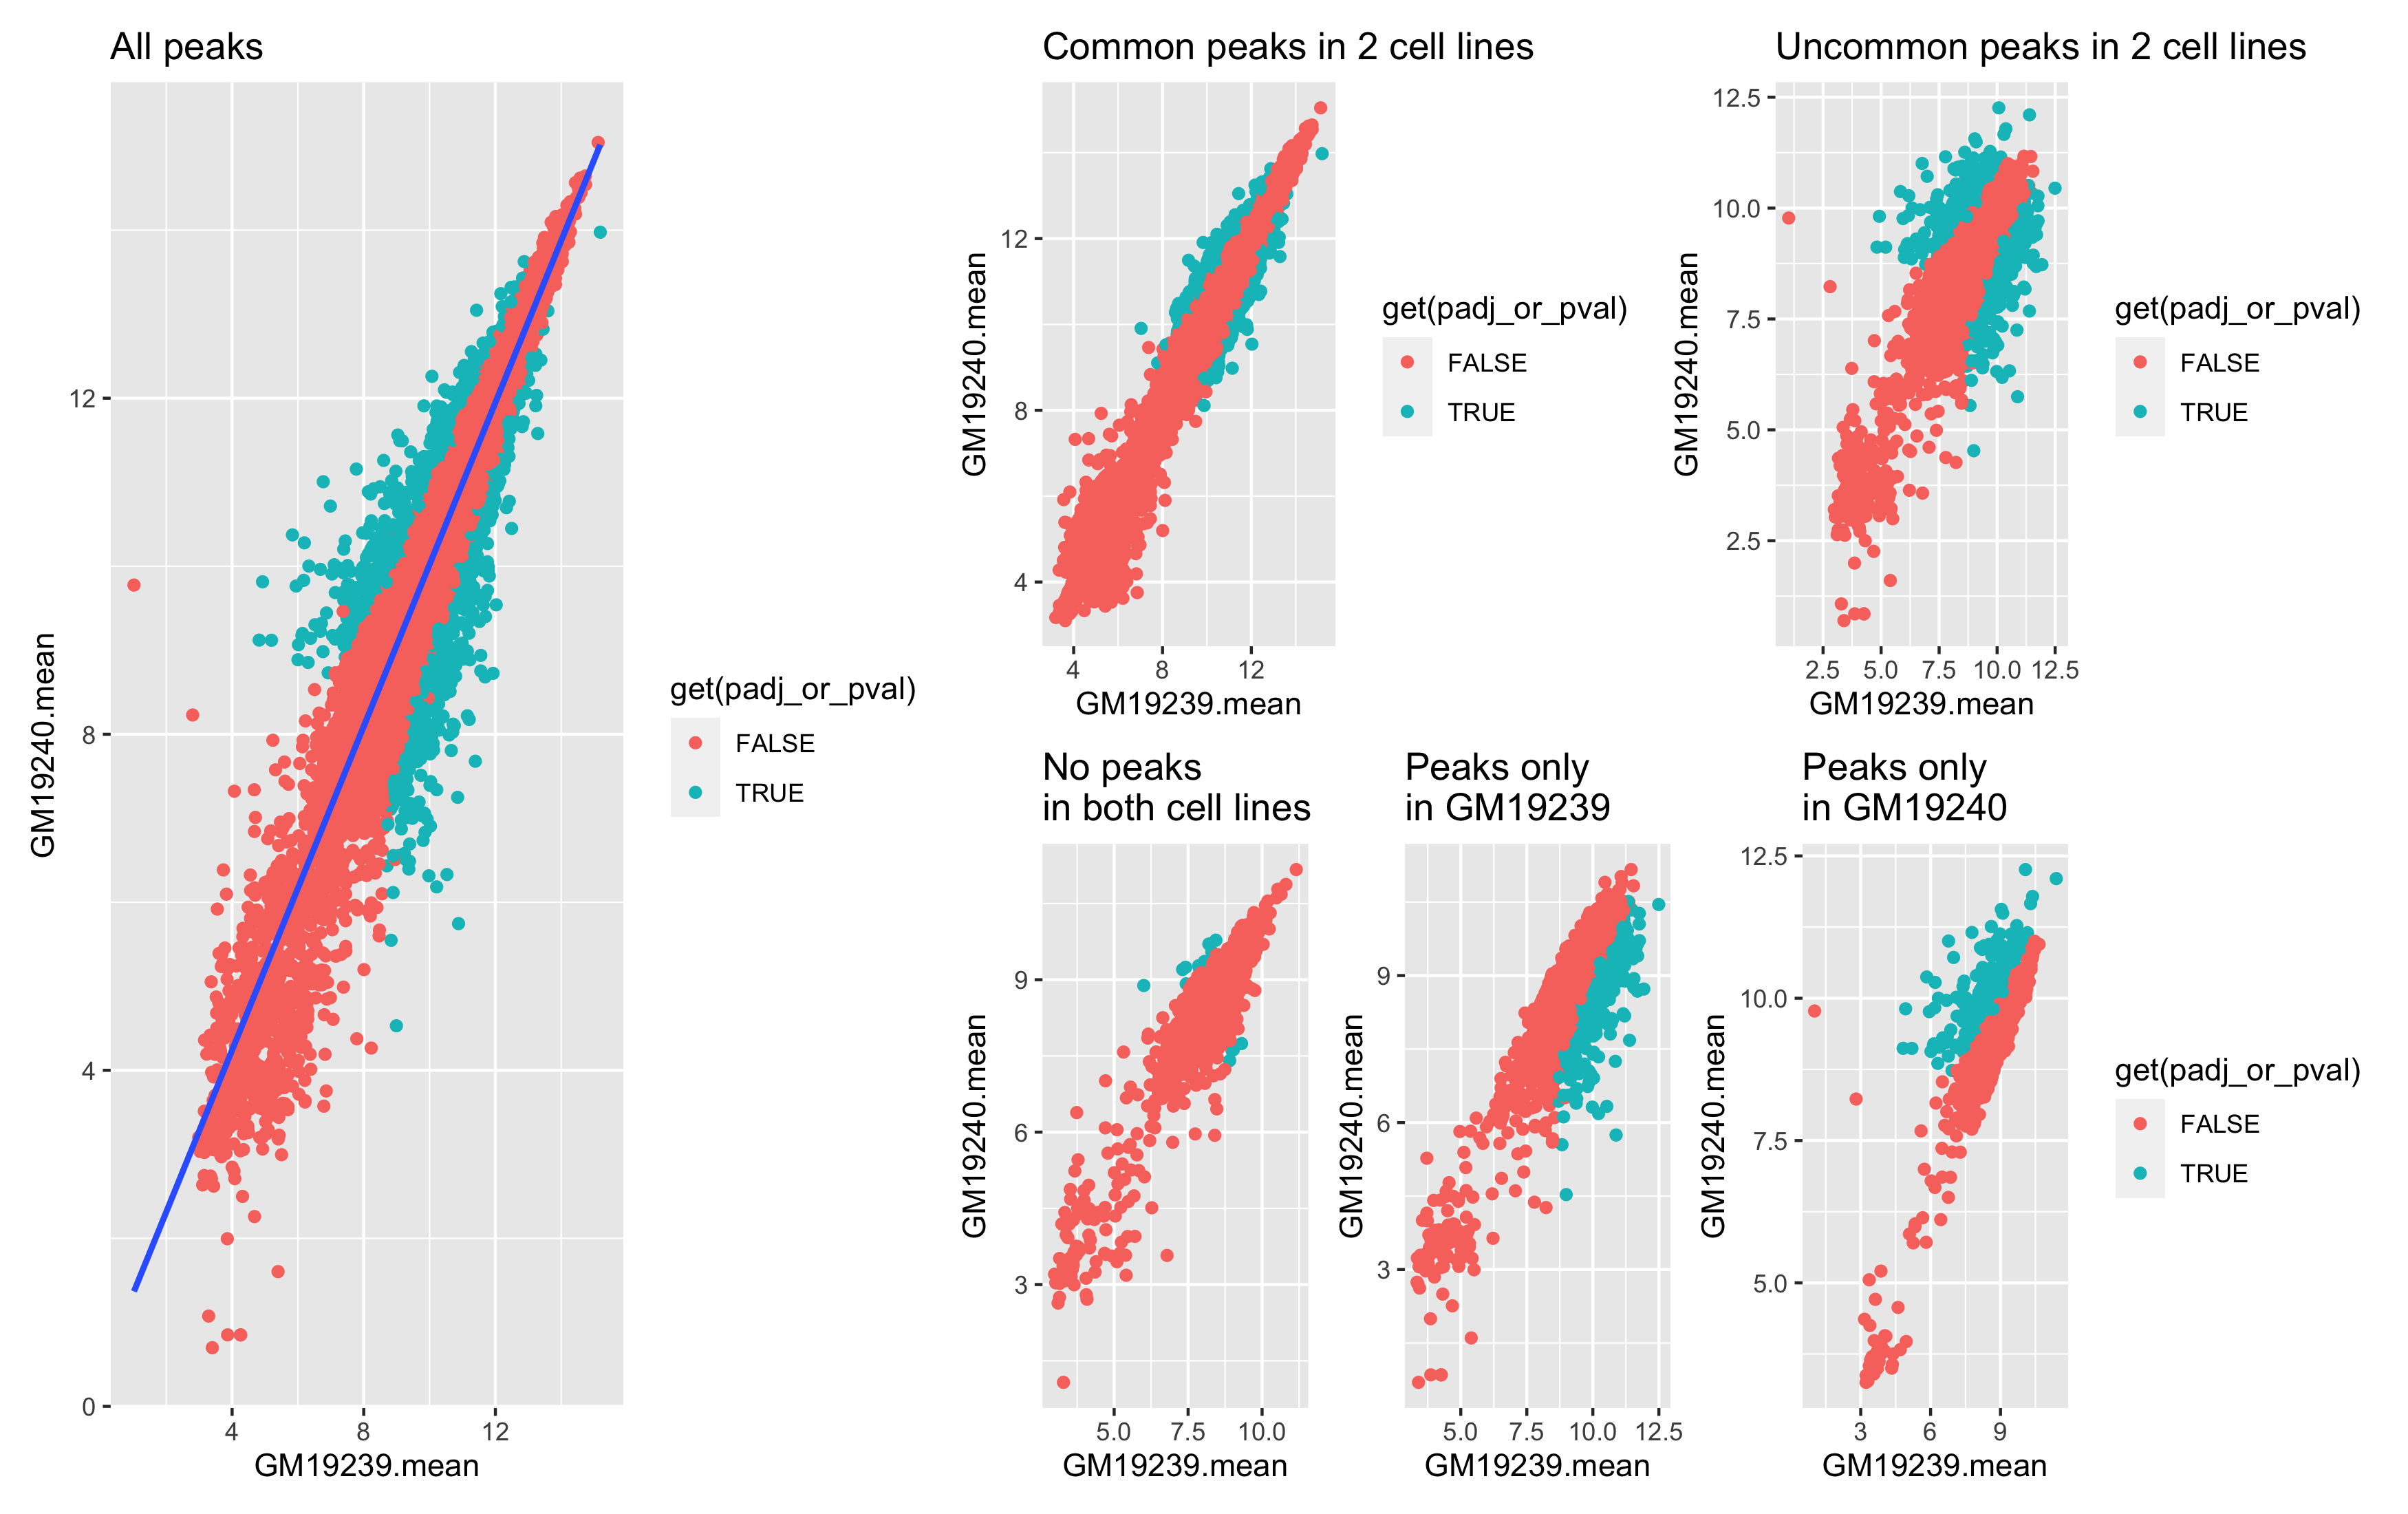 All peaks
GM19240.mean
12
8
4
0
4 8 12
GM19239.mean
get(padj_or_pval)
FALSE
TRUE
Common peaks in 2 cell lines
GM19240.mean
12
8
4
4 8 12
GM19239.mean
get(padj_or_pval)
FALSE
TRUE
Uncommon peaks in 2 cell lines
GM19240.mean
12.5
10.0
7.5
5.0
2.5
2.5 5.0 7.5 10.0 12.5
GM19239.mean
get(padj_or_pval)
FALSE
TRUE
No peaks
in both cell lines
GM19240.mean
9
6
3
5.0 7.5 10.0
GM19239.mean
Peaks only
in GM19239
GM19240.mean
9
6
3
5.0 7.5 10.0 12.5
GM19239.mean
Peaks only
in GM19240
GM19240.mean
12.5
10.0
7.5
5.0
3 6 9
GM19239.mean
get(padj_or_pval)
FALSE
TRUE